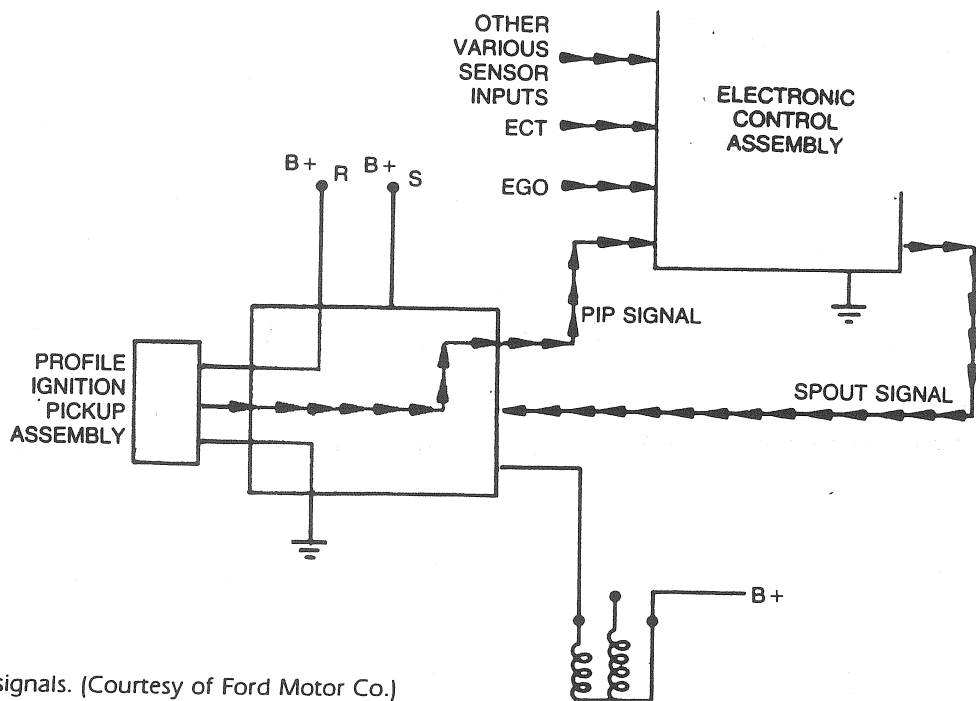 OTHER
VARIOUS
SENSOR
INPUTS
ECT
EGO
ELECTRONIC
CONTROL
ASSEMBLY
B+ R
B+ S
PIP SIGNAL
PROFILE
IGNITION
PICKUP
ASSEMBLY
SPOUT SIGNAL
B+
signals. (Courtesy of Ford Motor Co.)